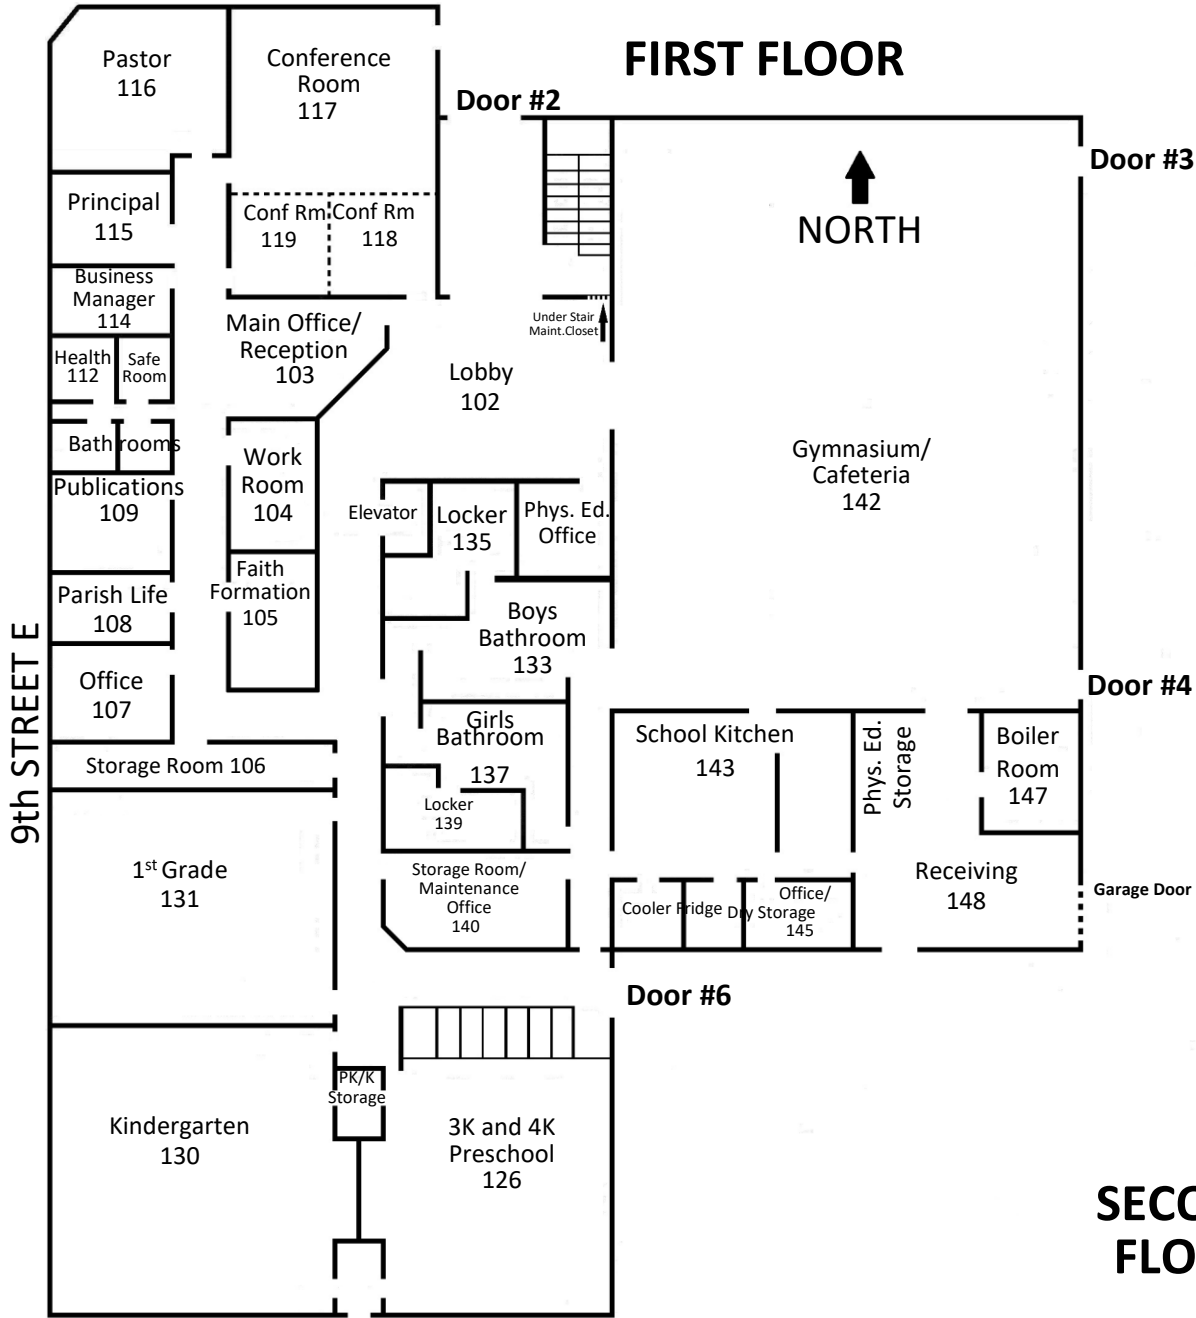 FIRST FLOOR
Pastor
116
Conference
Room
117
Door #2
Door #3
Principal
115
Conf Rm
119
Conf Rm
118
NORTH
Business
Manager
114
Under Stair
Maint.Closet
Main Office/
Reception
103
Health
112
Safe
Room
Lobby
102
Bathrooms
Work
Room
104
Gymnasium/
Cafeteria
142
Publications
109
Elevator
Locker
135
Phys. Ed.
Office
Faith
Formation
105
Parish Life
108
Boys
Bathroom
133
9th STREET E
Office
107
Door #4
Girls
Bathroom
137
School Kitchen
143
Phys. Ed.
Storage
Boiler
Room
147
Storage Room 106
Locker
139
1st Grade
131
Storage Room/
Maintenance
Office
140
Cooler
Fridge
Dry Storage
Office/
145
Receiving
148
Garage Door
Door #6
PK/K
Storage
Kindergarten
130
3K and 4K
Preschool
126
SECO
FLO